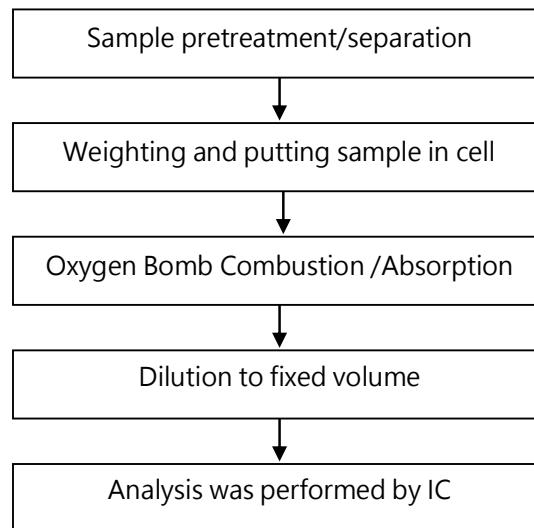 Sample pretreatment/separation
Weighting and putting sample in cell
Oxygen Bomb Combustion /Absorption
Dilution to fixed volume
Analysis was performed by IC